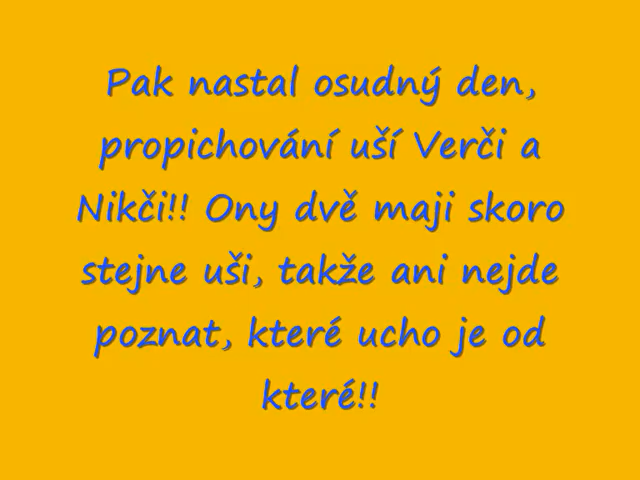 Pak nastal osudný den,
propichování uší Verči a
Nikči!! Ony dvě maji skoro
stejne uši, takže ani nejde
poznat, které ucho je od
které!!